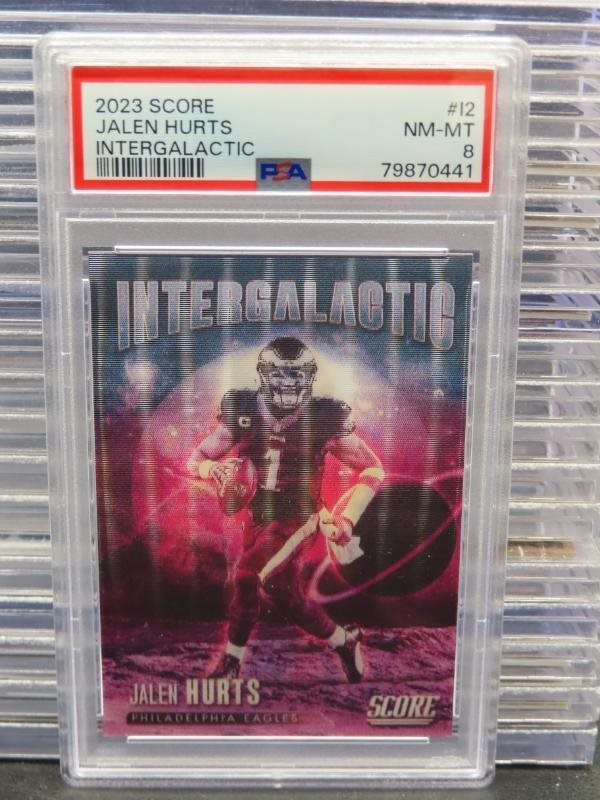 2023 SCORE #I2
JALEN HURTS NM-MT
INTERGALACTIC 8
PSA 79870441
INTERGALACTIC
C
1
JALEN HURTS
PHILADELPHIA EAGLES
SCORE